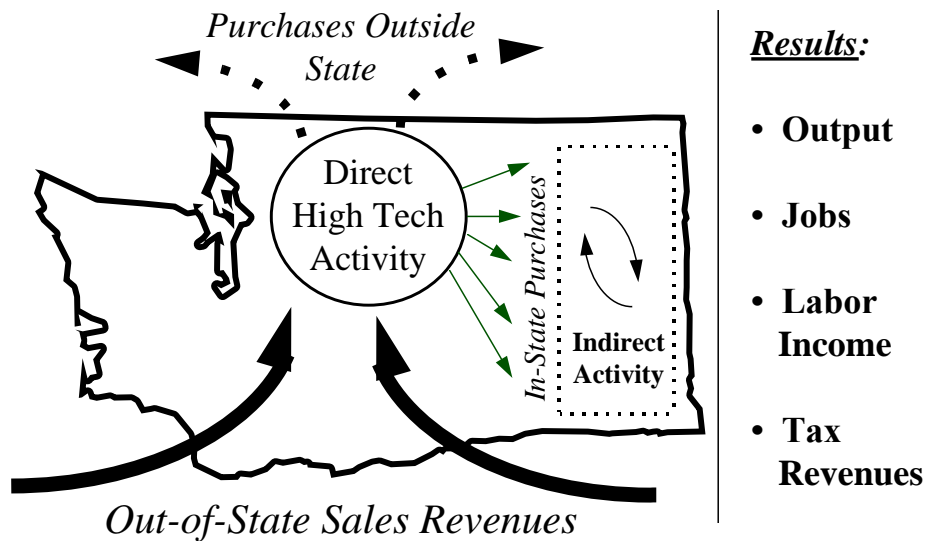 Purchases Outside
State
Direct
High Tech
Activity
In-State Purchases
Indirect
Activity
Out-of-State Sales Revenues
Results:
• Output
• Jobs
• Labor
Income
• Tax
Revenues